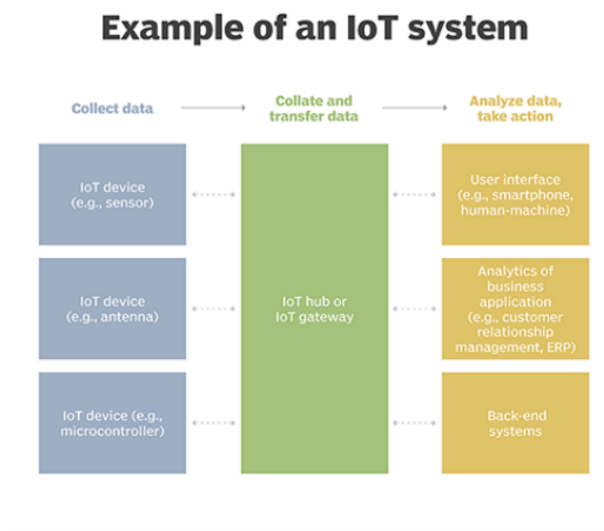 Example of an IoT system
Collect data
Collate and
transfer data
Analyze data,
take action
IoT device
(e.g., sensor)
IoT device
(e.g., antenna)
IoT device (e.g.,
microcontroller)
IoT hub or
IoT gateway
User interface
(e.g., smartphone,
human-machine)
Analytics of
business
application
(e.g., customer
relationship
management, ERP)
Back-end
systems